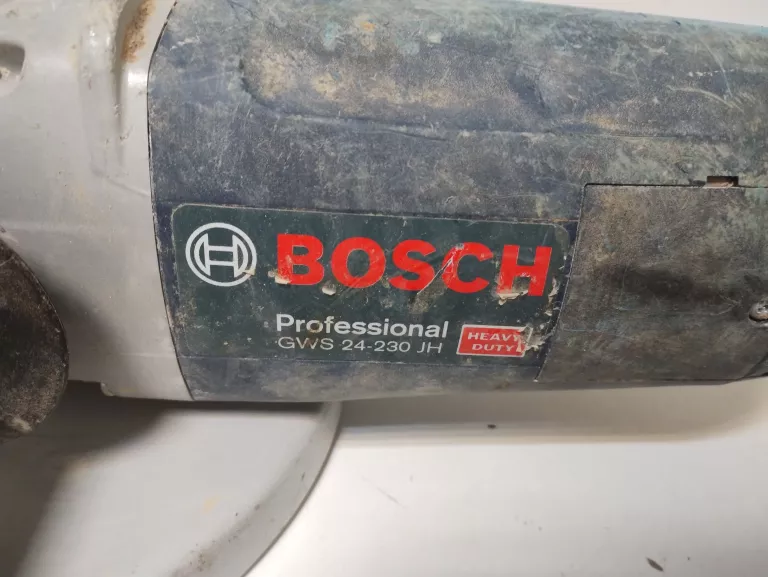 BOSCH
Professional
GWS 24-230 JH
HEAVY
DUTY